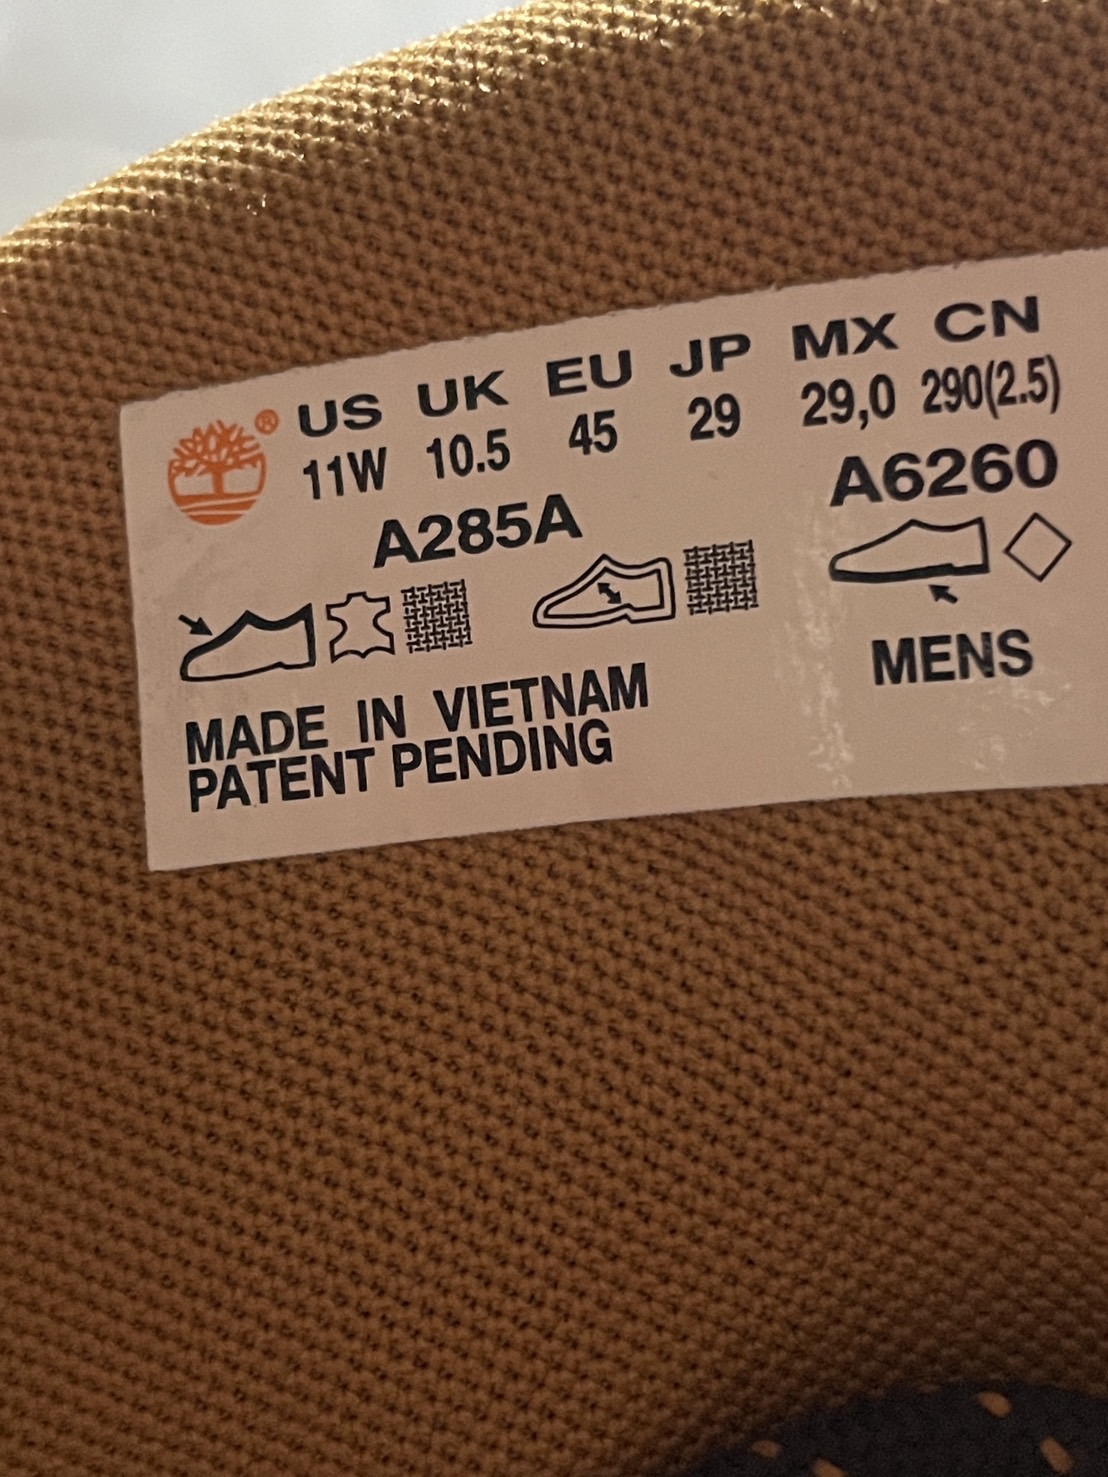 ® US UK EU JP MX CN
11W 10.5 45 29 29,0 290(2.5)
A285A A6260
MENS
MADE IN VIETNAM
PATENT PENDING